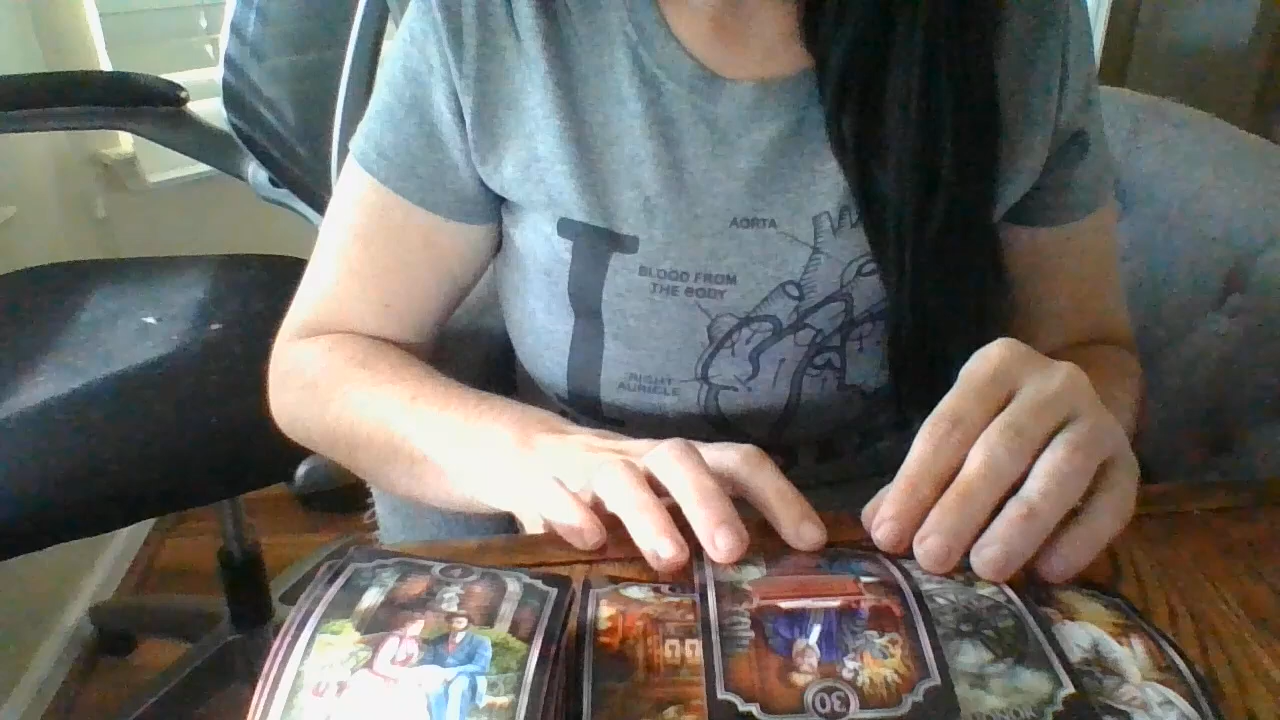 AORTA
BLOOD FROM
THE BODY
RIGHT
AURICLE
30